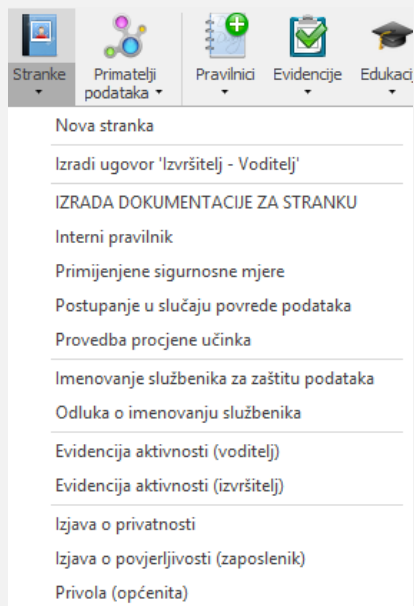 Stranke
Primatelji
podataka
Pravilnici
Evidencije
Edukacij
Nova stranka
Izradi ugovor 'Izvršitelj - Voditelj'
IZRADA DOKUMENTACIJE ZA STRANKU
Interni pravilnik
Primijenjene sigurnosne mjere
Postupanje u slučaju povrede podataka
Provedba procjene učinka
Imenovanje službenika za zaštitu podataka
Odluka o imenovanju službenika
Evidencija aktivnosti (voditelj)
Evidencija aktivnosti (izvršitelj)
Izjava o privatnosti
Izjava o povjerljivosti (zaposlenik)
Privola (općenita)